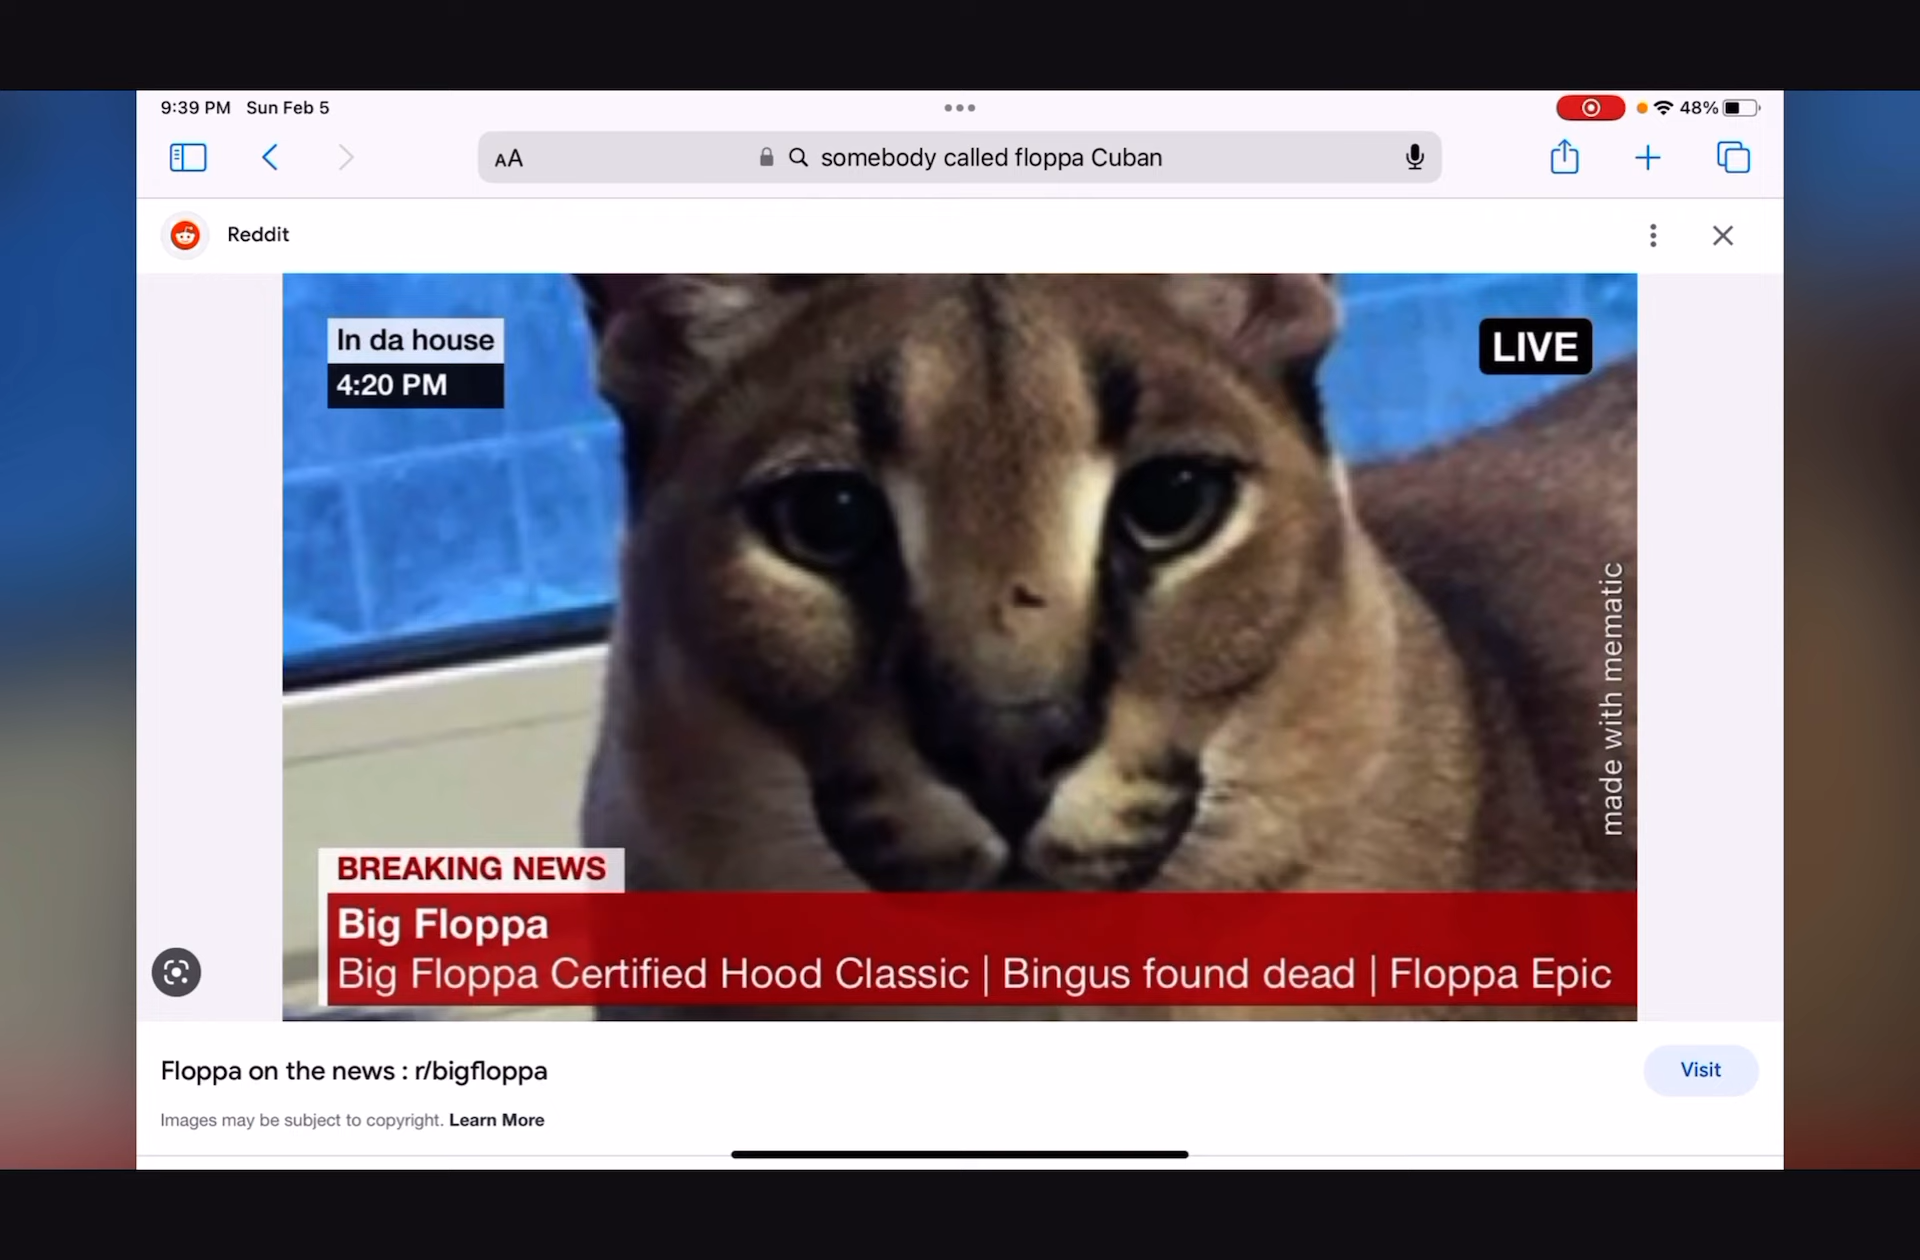 9:39 PM Sun Feb 5
48%
AA
somebody called floppa Cuban
Reddit
In da house
4:20 PM
LIVE
made with mematic
BREAKING NEWS
Big Floppa
Big Floppa Certified Hood Classic | Bingus found dead | Floppa Epic
Floppa on the news : r/bigfloppa
Visit
Images may be subject to copyright. Learn More